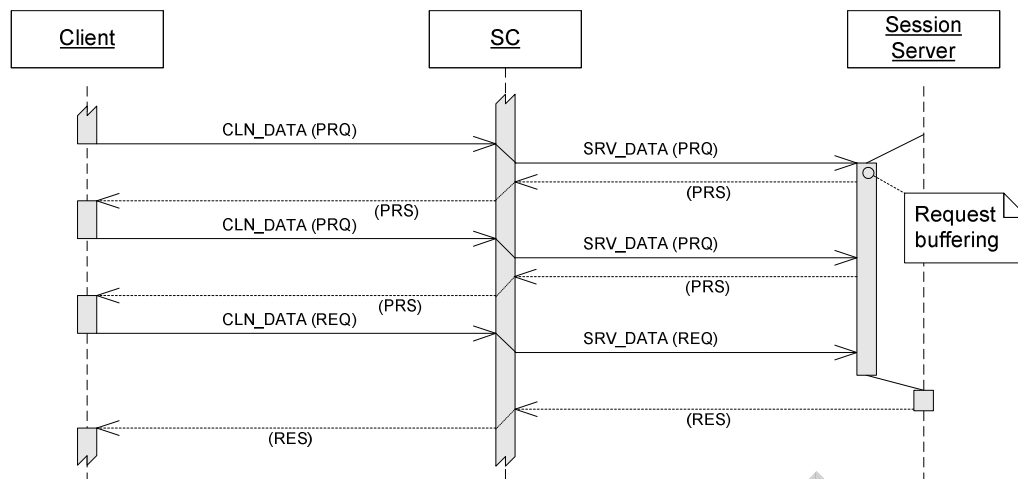 Client
SC
Session
Server
CLN_DATA (PRQ)
SRV_DATA (PRQ)
(PRS)
(PRS)
Request
buffering
CLN_DATA (PRQ)
SRV_DATA (PRQ)
(PRS)
(PRS)
CLN_DATA (REQ)
SRV_DATA (REQ)
(RES)
(RES)